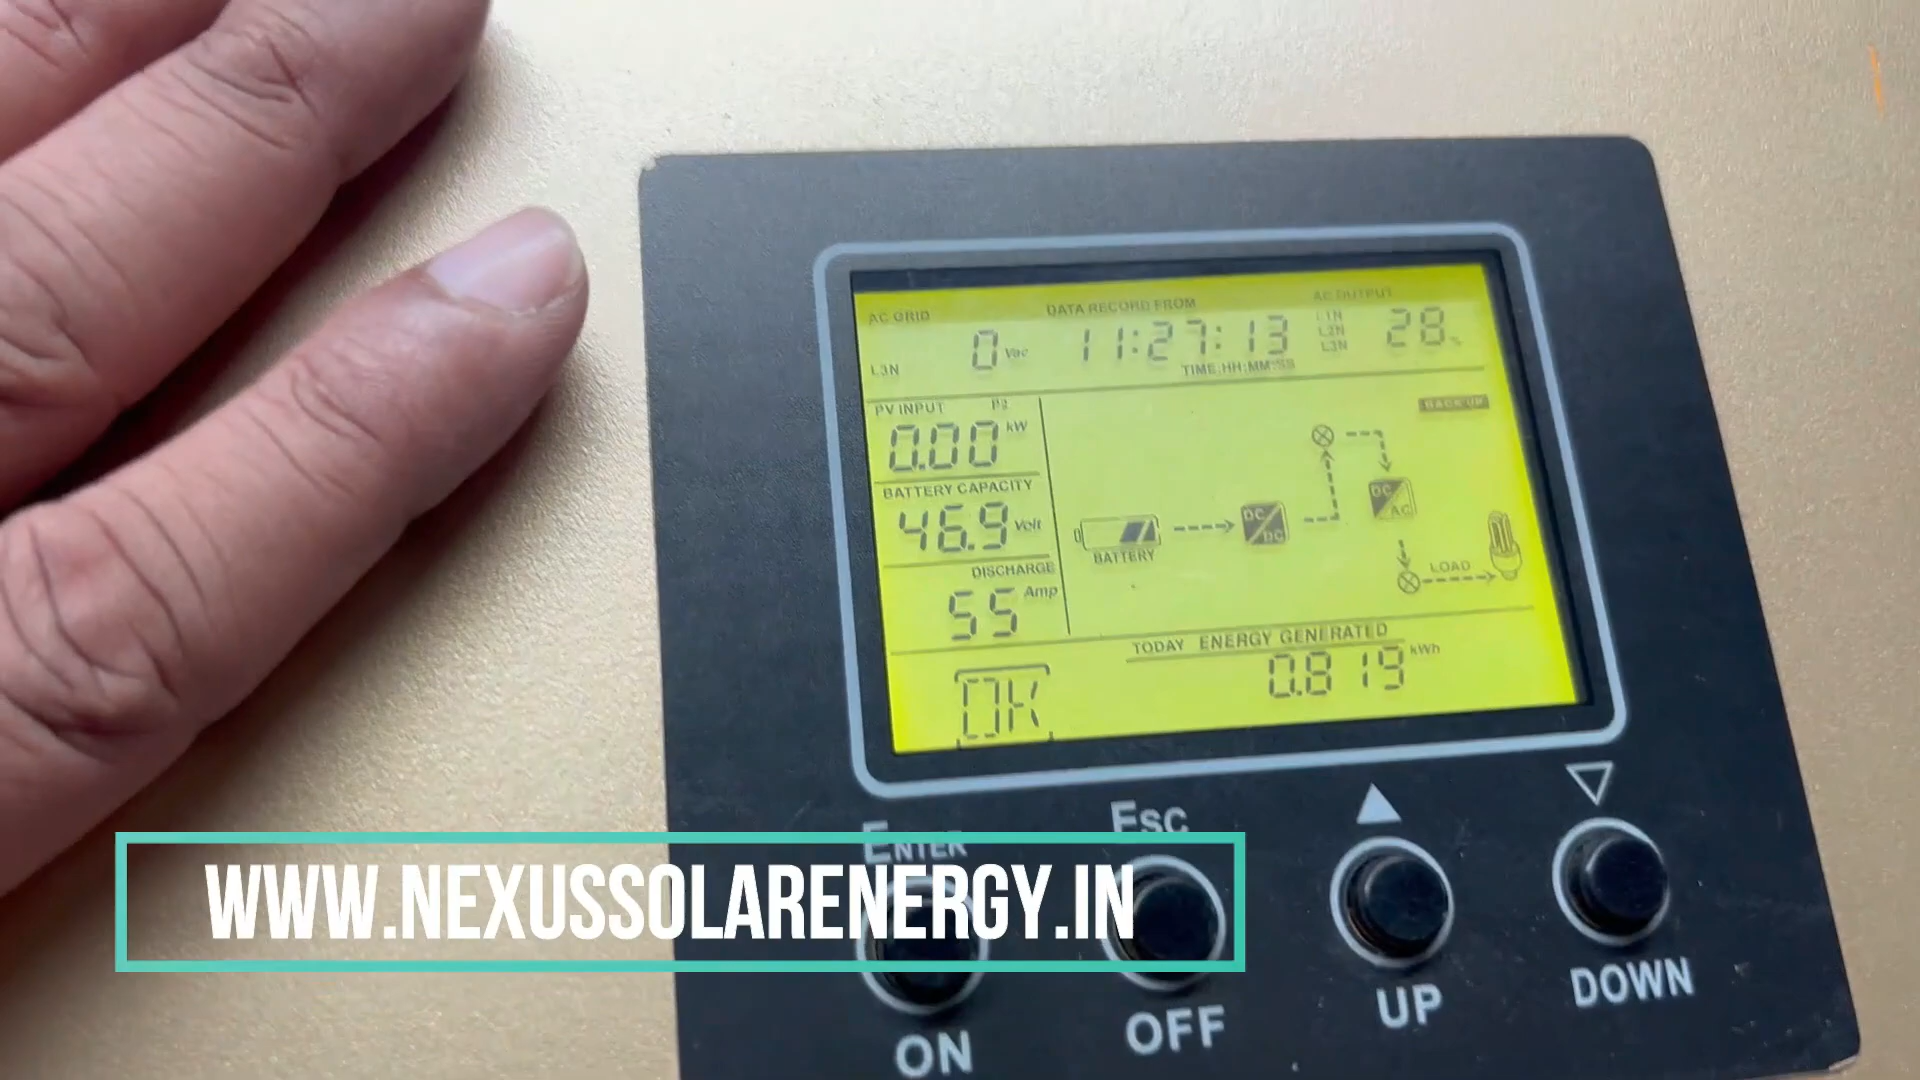 AC GRID
DATA RECORD FROM
AC OUTPUT
L3N
0 Vac
11:27:13
TIME:HH:MM:SS
L1N
L2N
L3N
28 %
PV INPUT P2
0.00 kW
BATTERY CAPACITY
46.9 Volt
DISCHARGE
55 Amp
BACK UP
BATTERY
DC
DC
DC
AC
LOAD
TODAY ENERGY GENERATED
0.819 kWh
OK
ENTER
ESC
WWW.NEXUSSOLARENERGY.IN
ON
OFF
UP
DOWN